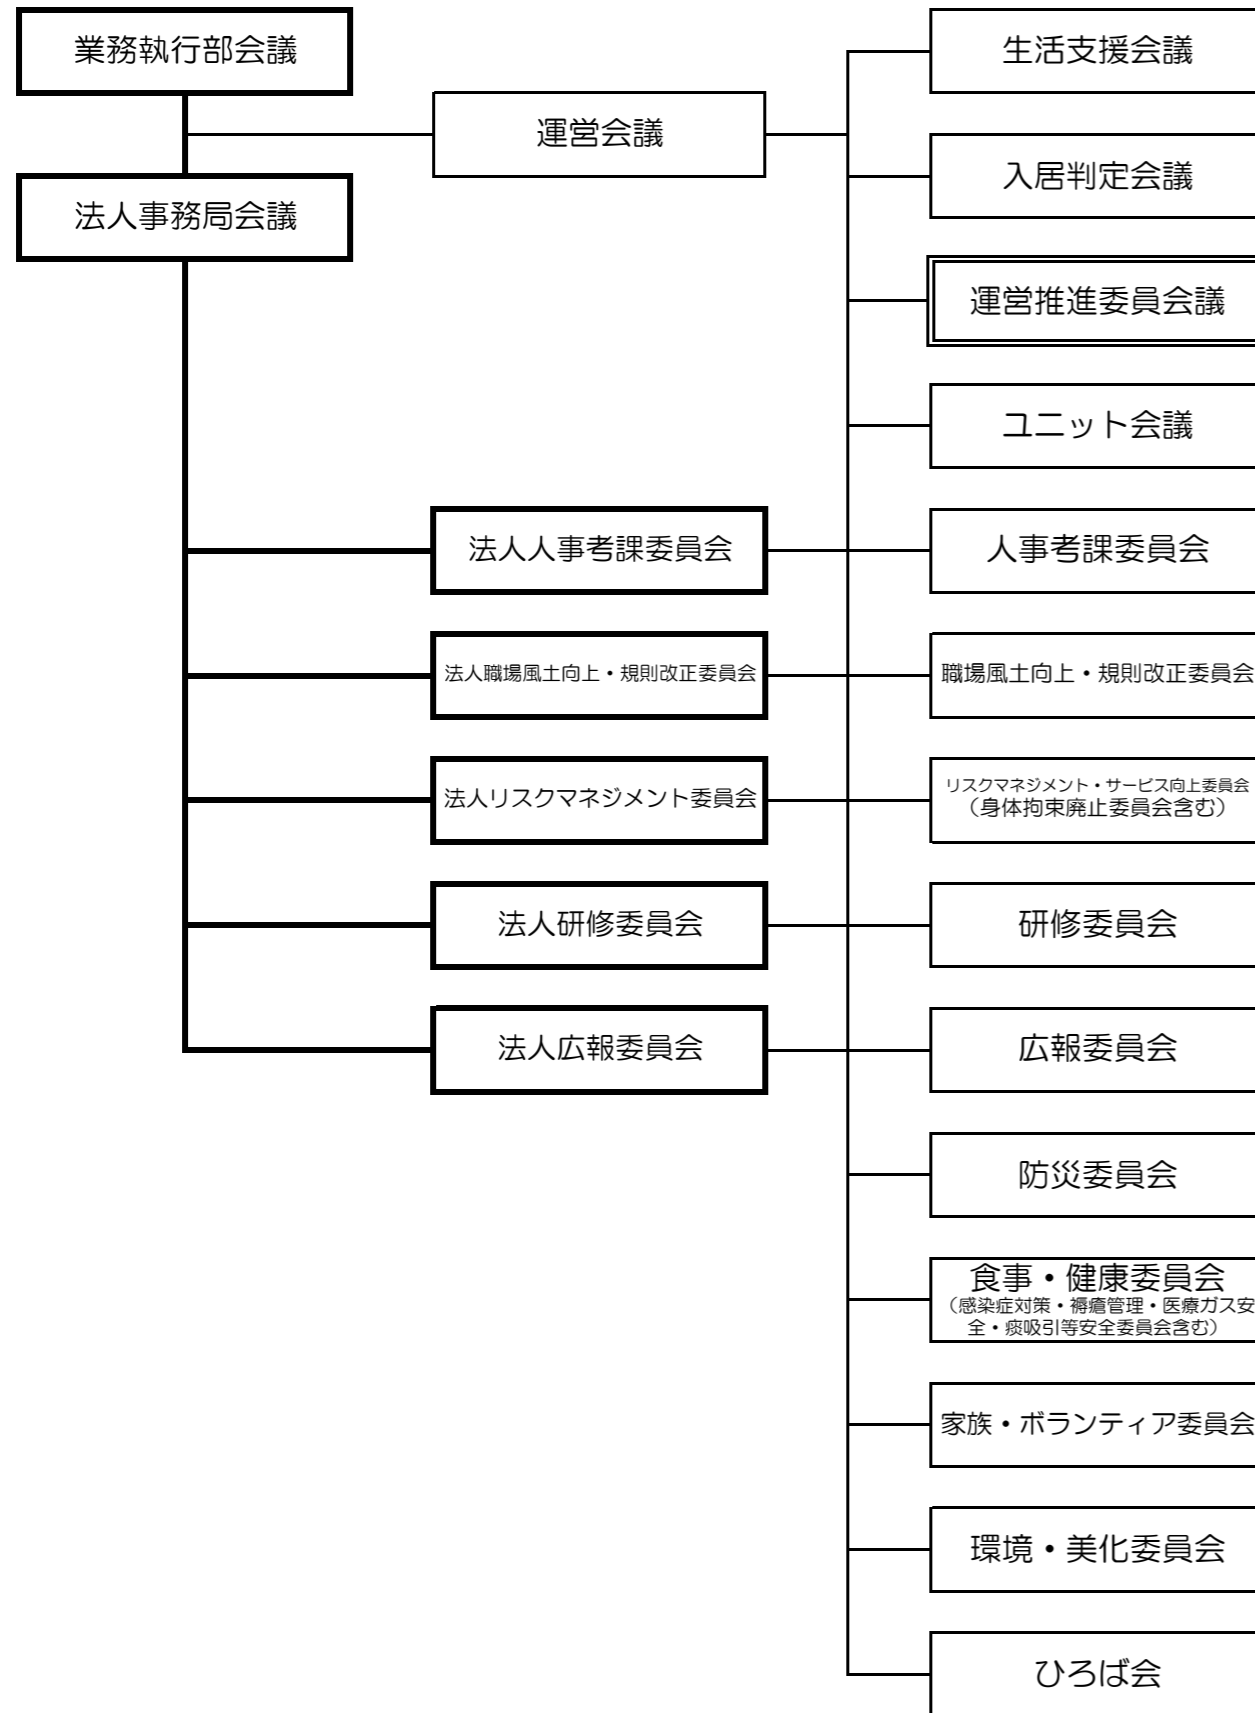 業務執行部会議
運営会議
法人事務局会議
法人人事考課委員会
法人職場風土向上・規則改正委員会
法人リスクマネジメント委員会
法人研修委員会
法人広報委員会
生活支援会議
入居判定会議
運営推進委員会議
ユニット会議
人事考課委員会
職場風土向上・規則改正委員会
リスクマネジメント・サービス向上委員会
（身体拘束廃止委員会含む）
研修委員会
広報委員会
防災委員会
食事・健康委員会
（感染症対策・褥瘡管理・医療ガス安
全・痰吸引等安全委員会含む）
家族・ボランティア委員会
環境・美化委員会
ひろば会